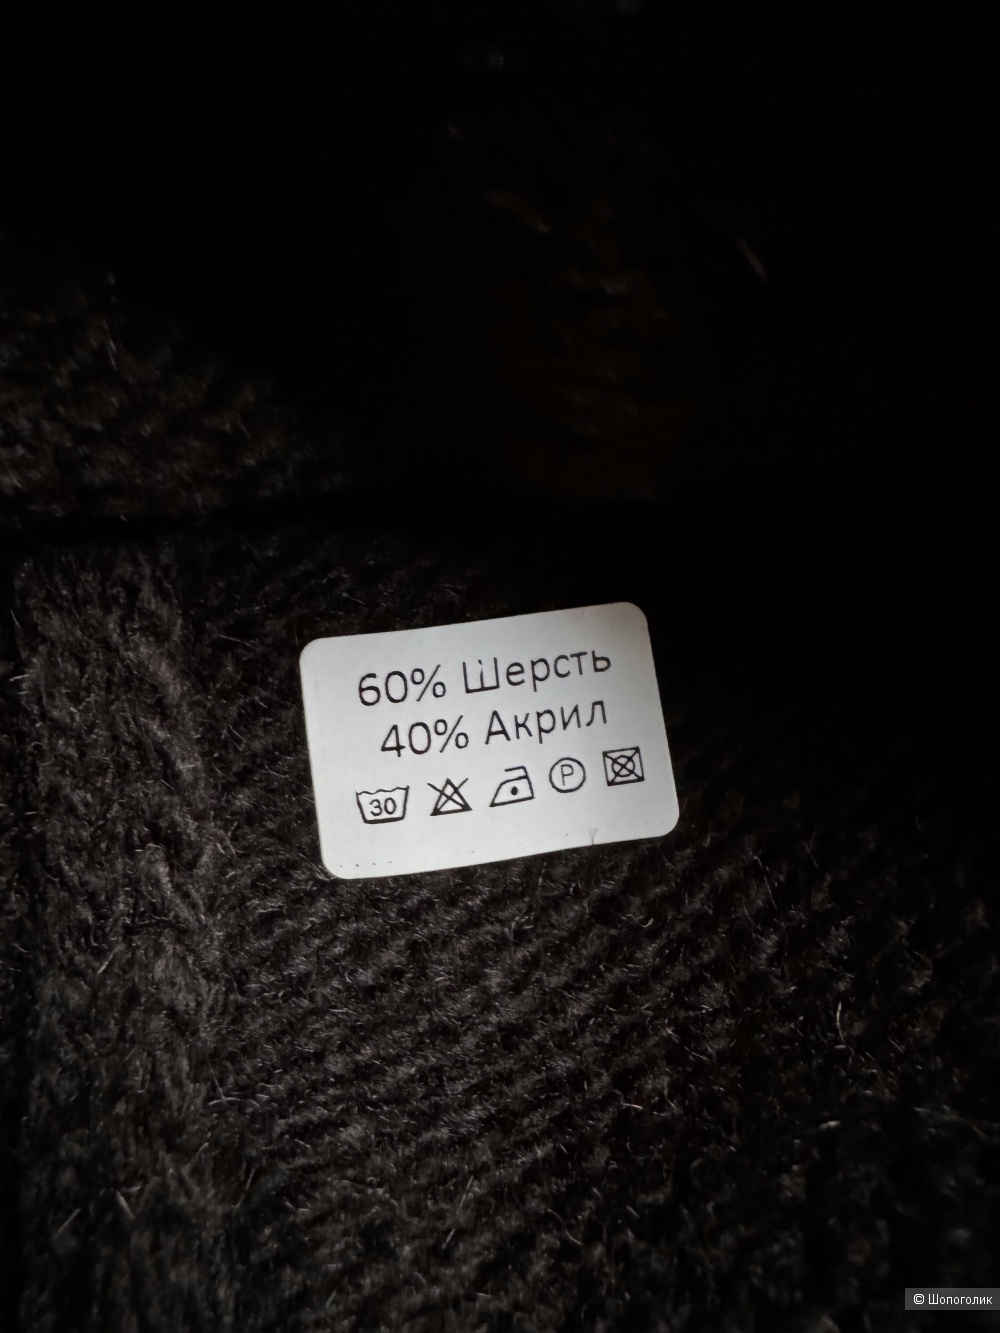 60% Шерсть
40% Акрил
30 P
© Шопоголик